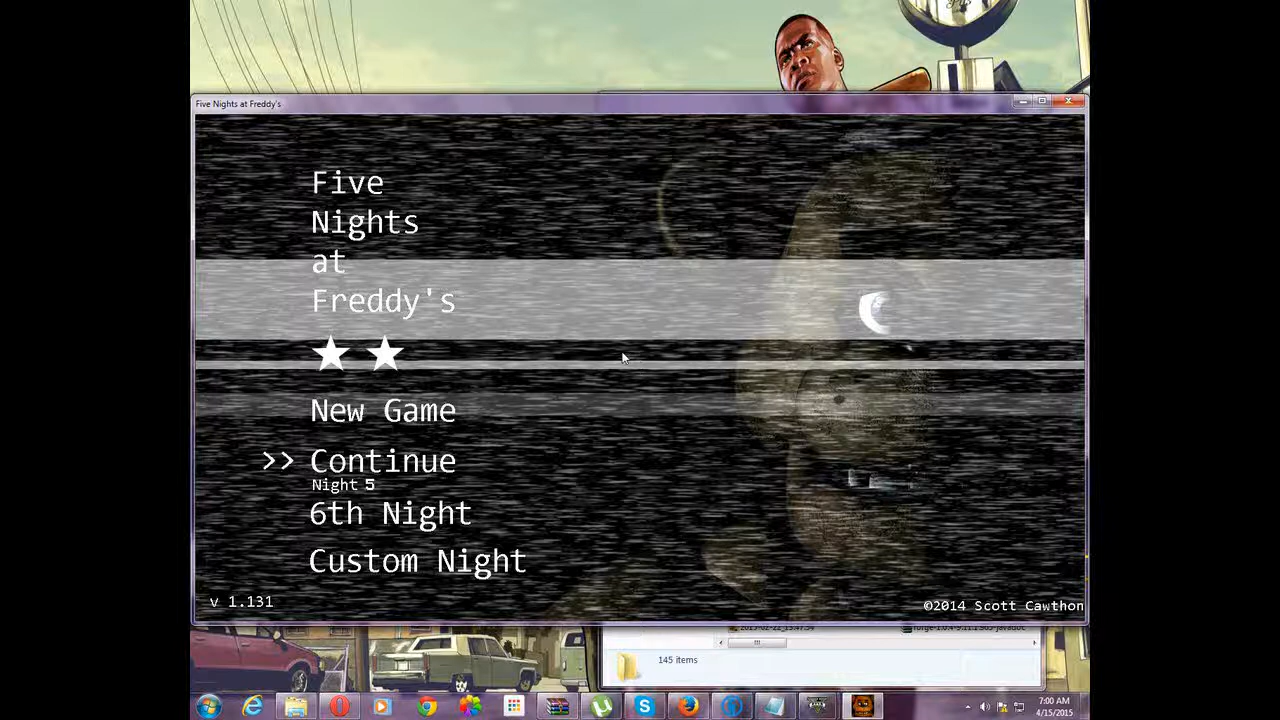 Five Nights at Freddy's
Five
Nights
at
Freddy's
New Game
>> Continue
Night 5
6th Night
Custom Night
v 1.131
©2014 Scott Cawthon
145 items
7:00 AM
4/15/2015